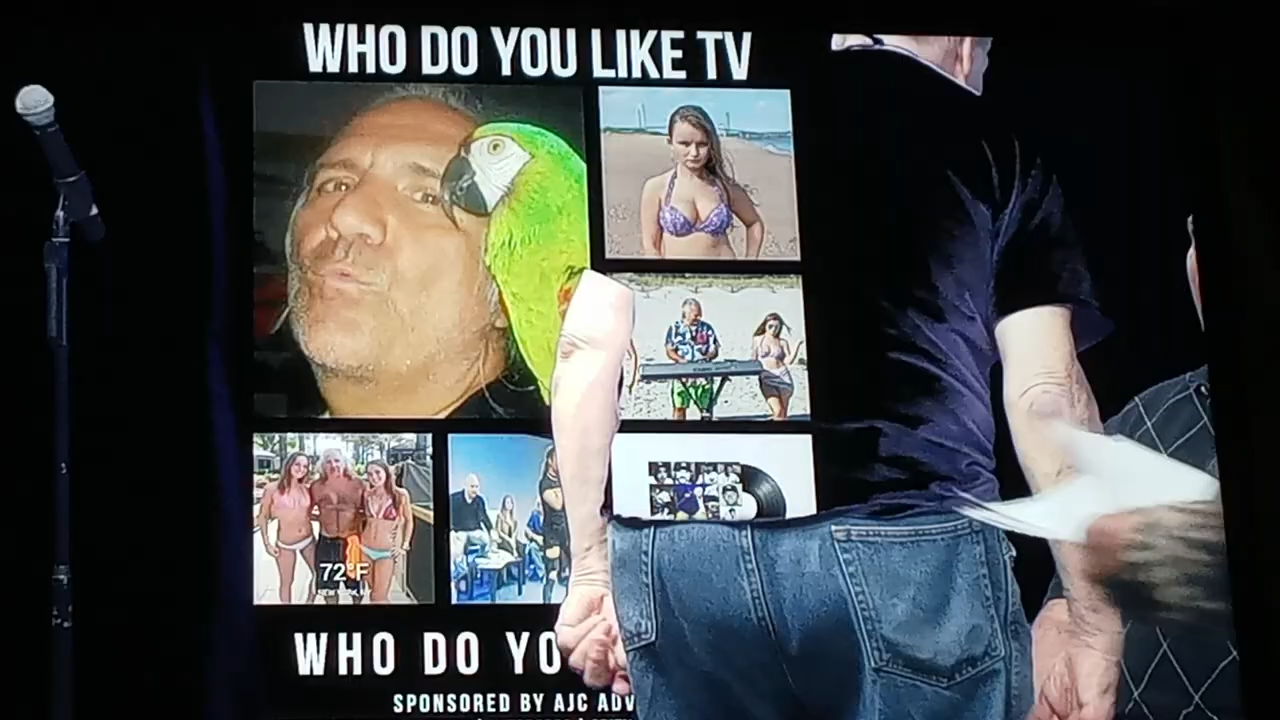 WHO DO YOU LIKE TV
72°F
WHO DO YO
SPONSORED BY AJC ADV